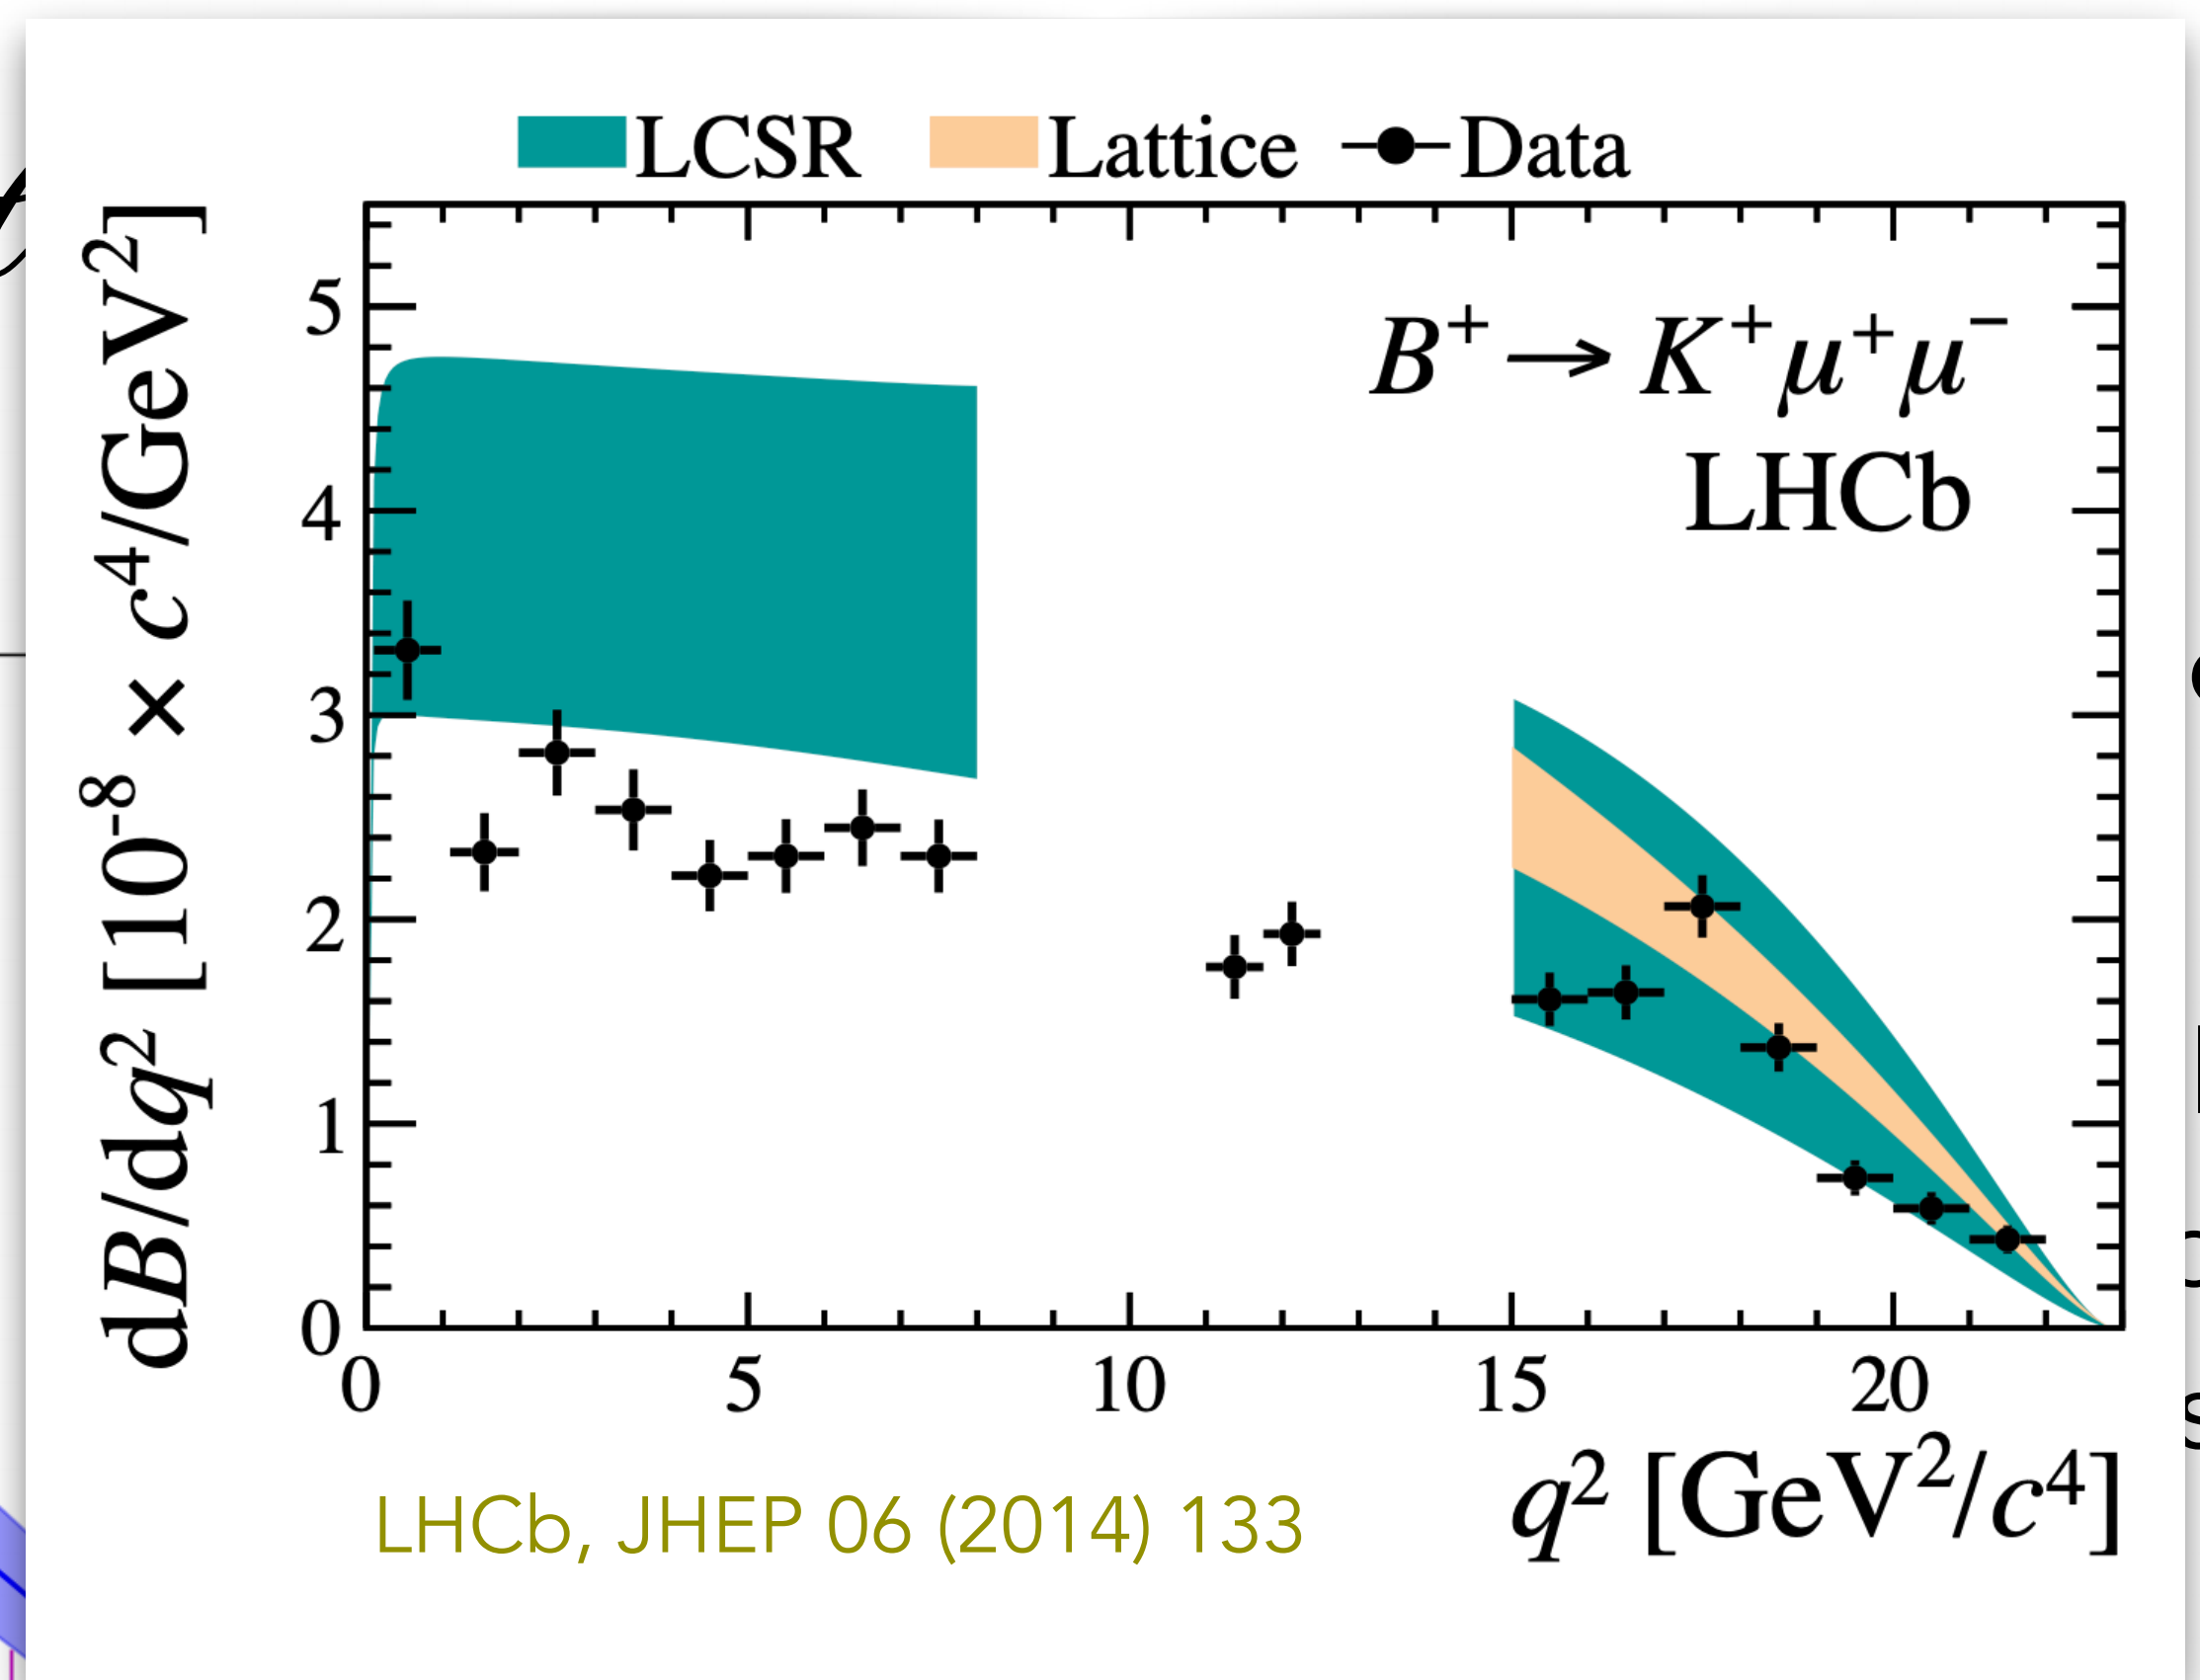 LCSR Lattice Data
dB/dq² [10⁻⁸ × c⁴/GeV²]
B⁺ → K⁺μ⁺μ⁻
LHCb
5
4
3
2
1
0
0 5 10 15 20
q² [GeV²/c⁴]
LHCb, JHEP 06 (2014) 133